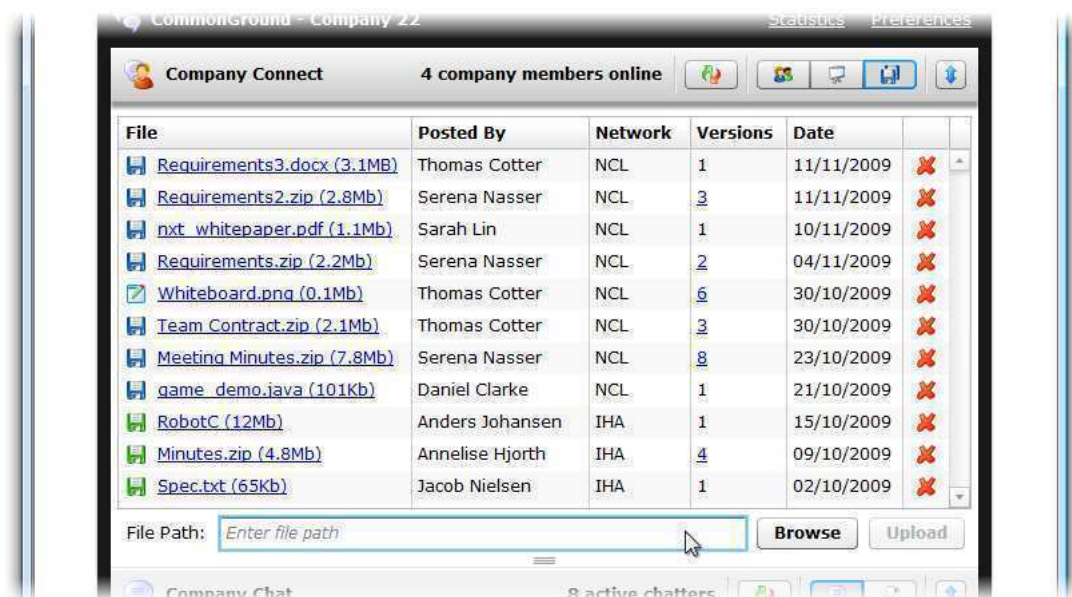 CommonGround - Company 22 Statistics Preferences
Company Connect 4 company members online
File Posted By Network Versions Date
Requirements3.docx (3.1MB) Thomas Cotter NCL 1 11/11/2009
Requirements2.zip (2.8Mb) Serena Nasser NCL 3 11/11/2009
nxt_whitepaper.pdf (1.1Mb) Sarah Lin NCL 1 10/11/2009
Requirements.zip (2.2Mb) Serena Nasser NCL 2 04/11/2009
Whiteboard.png (0.1Mb) Thomas Cotter NCL 6 30/10/2009
Team Contract.zip (2.1Mb) Thomas Cotter NCL 3 30/10/2009
Meeting Minutes.zip (7.8Mb) Serena Nasser NCL 8 23/10/2009
game_demo.java (101Kb) Daniel Clarke NCL 1 21/10/2009
RobotC (12Mb) Anders Johansen IHA 1 15/10/2009
Minutes.zip (4.8Mb) Annelise Hjorth IHA 4 09/10/2009
Spec.txt (65Kb) Jacob Nielsen IHA 1 02/10/2009
File Path: Enter file path Browse Upload
Company Chat 8 active chatters